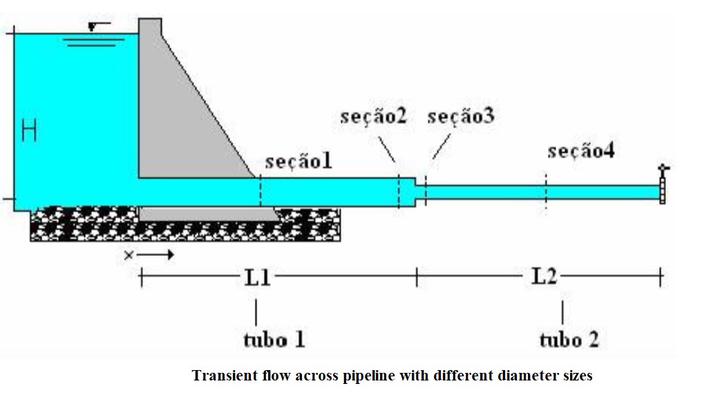 H
seção2 seção3
seção1
seção4
x
L1
L2
tubo 1
tubo 2
Transient flow across pipeline with different diameter sizes